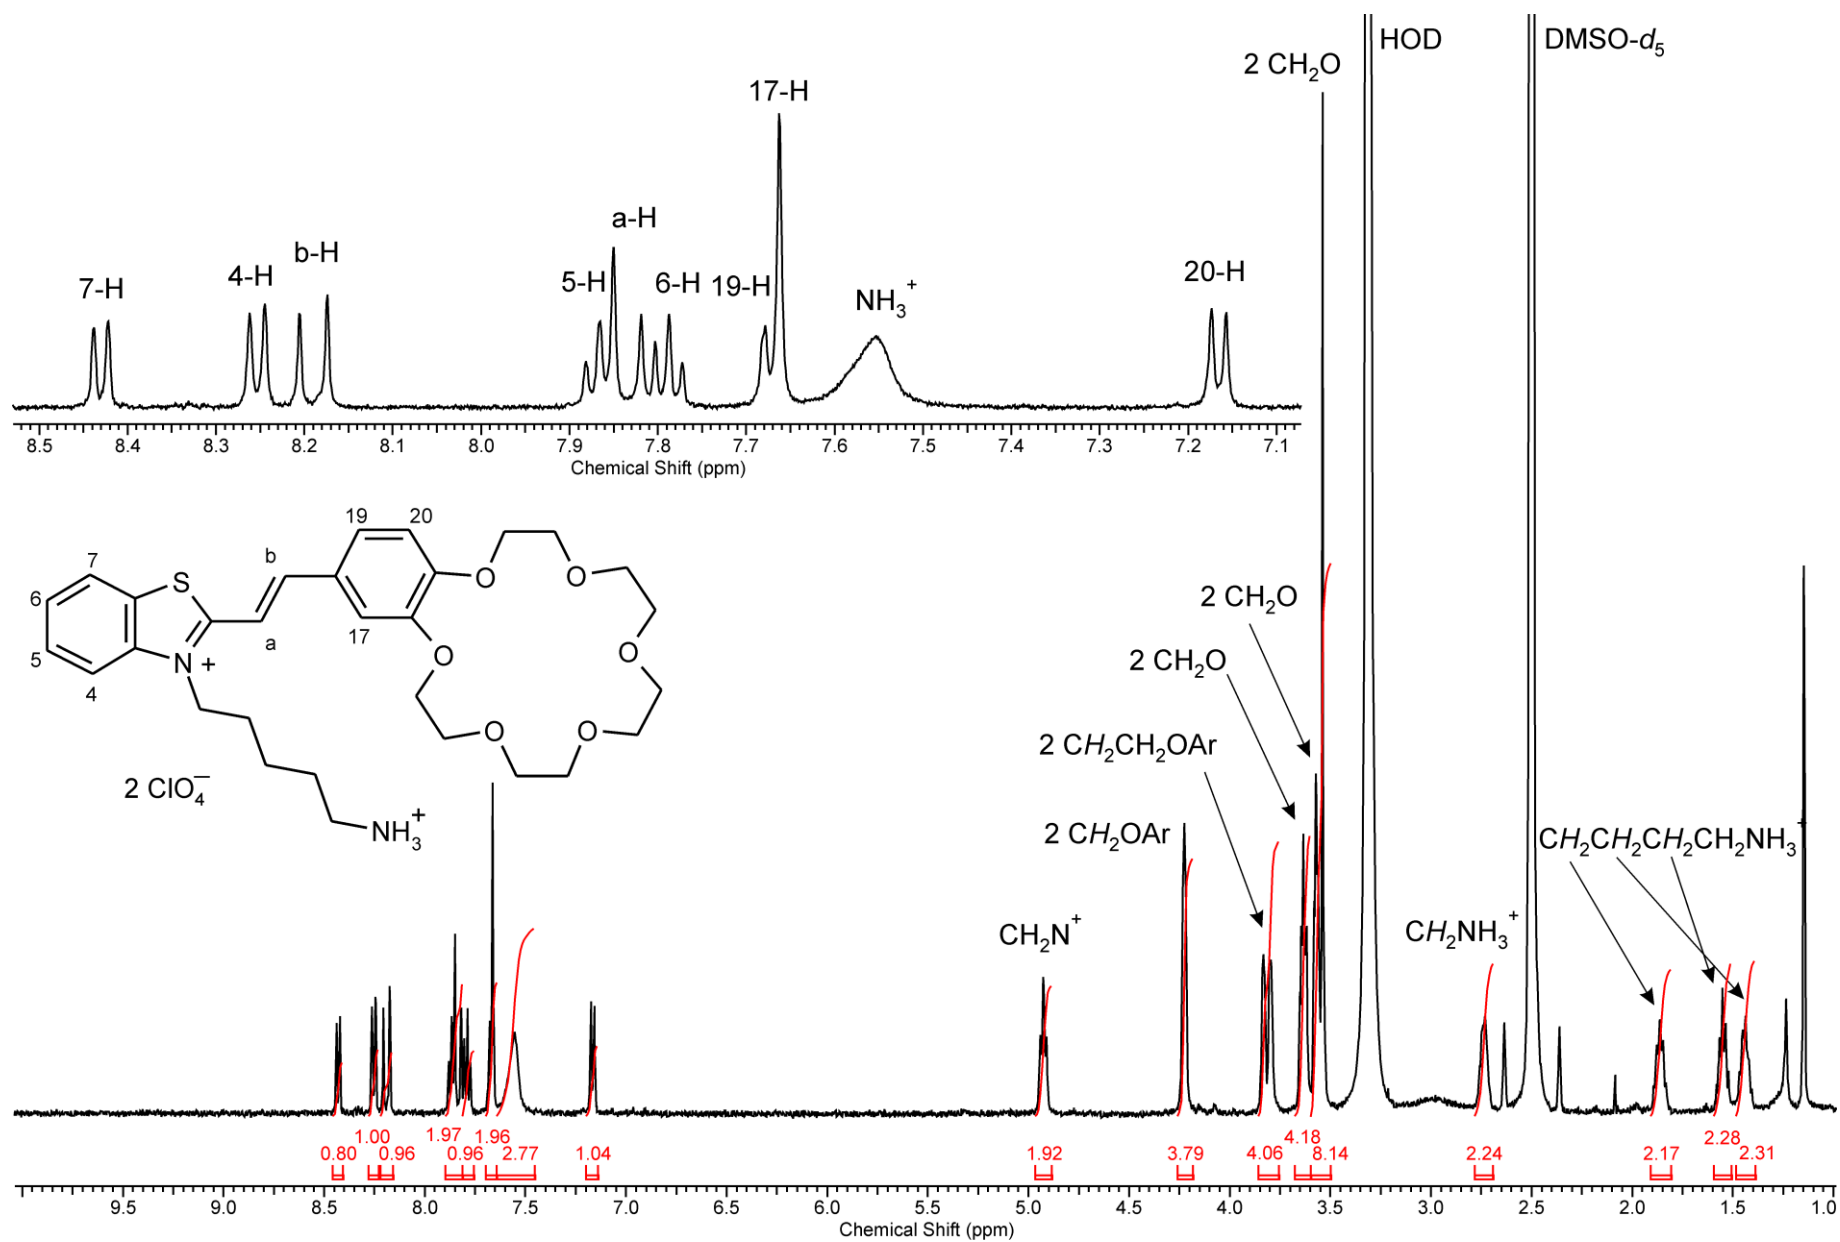 HOD
DMSO-d5
2 CH2O
17-H
a-H
b-H
4-H
7-H
5-H
6-H
19-H
NH3+
20-H
8.5 8.4 8.3 8.2 8.1 8.0 7.9 7.8 7.7 7.6 7.5 7.4 7.3 7.2 7.1
Chemical Shift (ppm)
19 20
b
7
S
O
O
6
a
17
5
N +
O
O
4
O
O
2 ClO4−
NH3+
2 CH2O
2 CH2O
2 CH2CH2OAr
2 CH2OAr
CH2N+
CH2NH3+
CH2CH2CH2CH2NH3+
0.80 1.00 0.96 1.97 0.96 1.96 2.77 1.04 1.92 3.79 4.06 4.18 8.14 2.24 2.17 2.28 2.31
9.5 9.0 8.5 8.0 7.5 7.0 6.5 6.0 5.5 5.0 4.5 4.0 3.5 3.0 2.5 2.0 1.5 1.0
Chemical Shift (ppm)